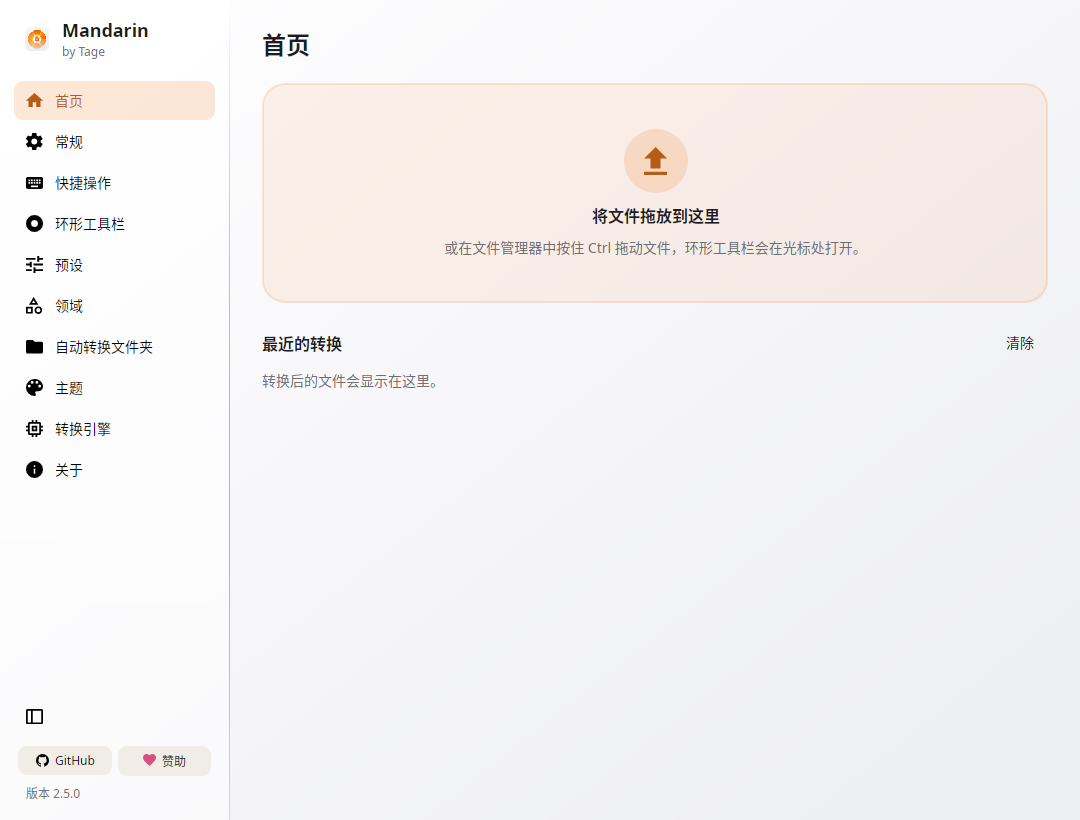 Mandarin
by Tage
首页
常规
快捷操作
环形工具栏
预设
领域
自动转换文件夹
主题
转换引擎
关于
GitHub
赞助
版本 2.5.0
首页
将文件拖放到这里
或在文件管理器中按住 Ctrl 拖动文件，环形工具栏会在光标处打开。
最近的转换
清除
转换后的文件会显示在这里。